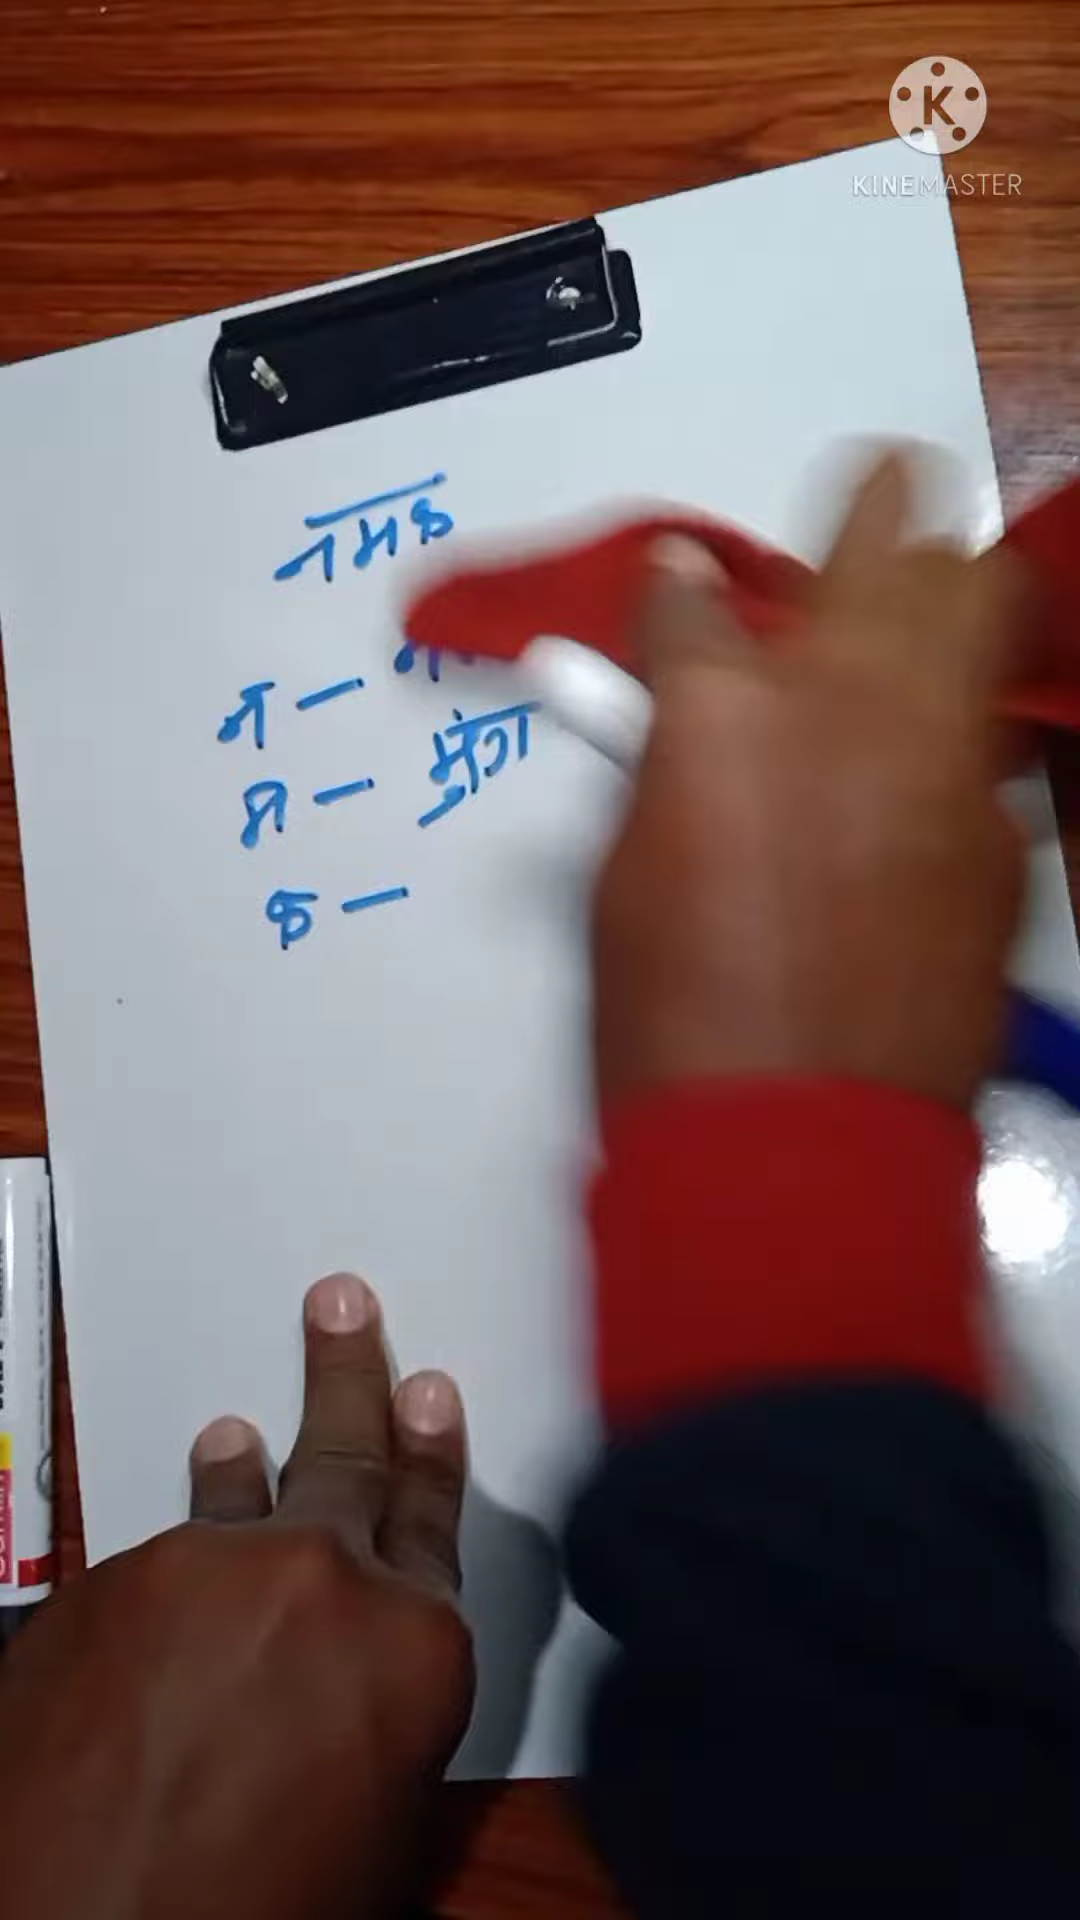 KINEMASTER
नमक
न —
म — मुंग
क —